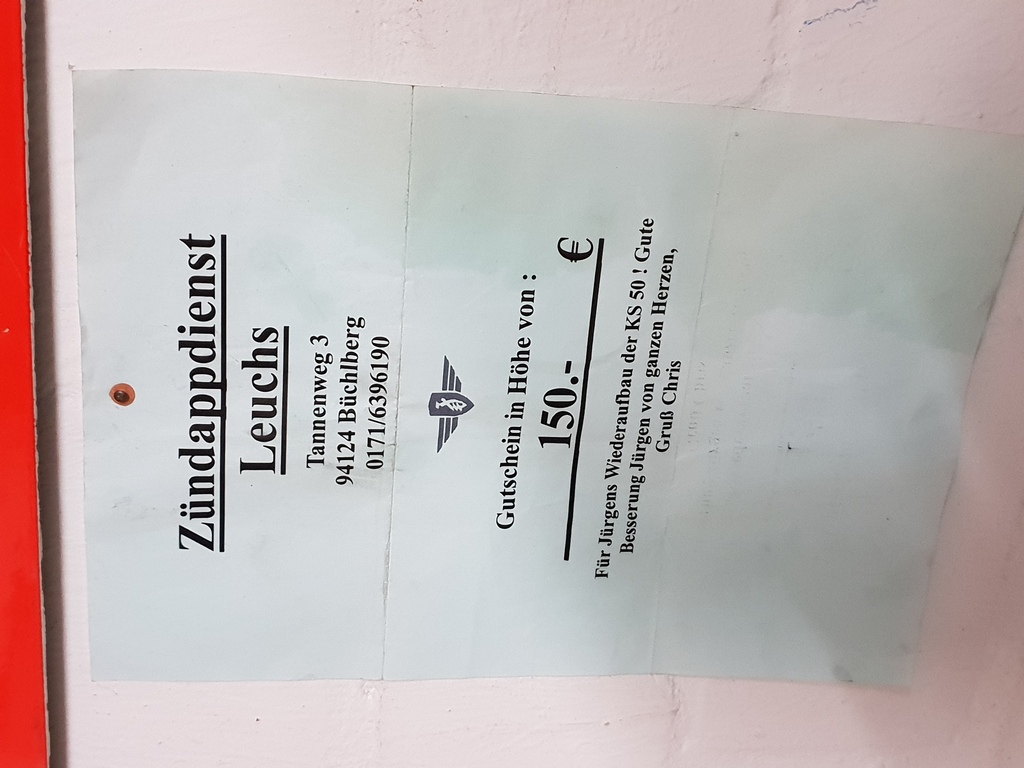 Zündappdienst
Leuchs
Tannenweg 3
94124 Büchlberg
0171/6396190
Gutschein in Höhe von :
150.- €
Für Jürgens Wiederaufbau der KS 50 ! Gute
Besserung Jürgen von ganzen Herzen,
Gruß Chris